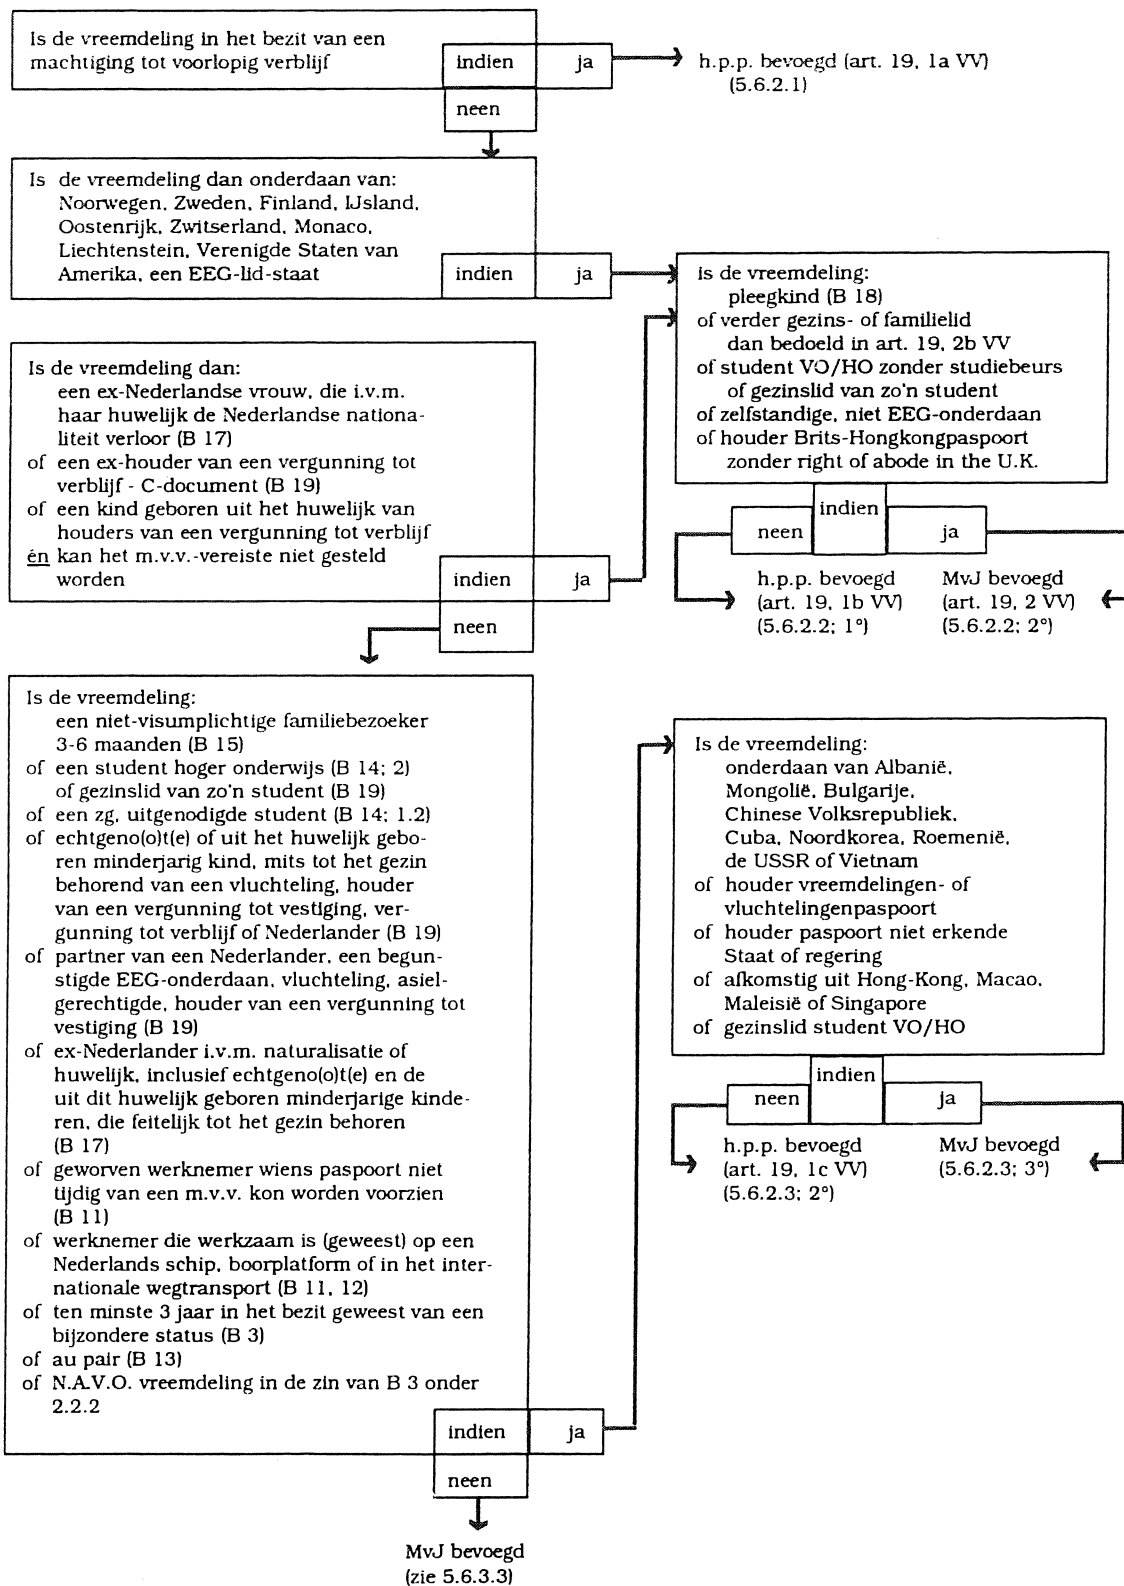 Is de vreemdeling in het bezit van een
machtiging tot voorlopig verblijf
indien
ja
h.p.p. bevoegd (art. 19, 1a VV)
(5.6.2.1)
neen
Is de vreemdeling dan onderdaan van:
Noorwegen, Zweden, Finland, IJsland,
Oostenrijk, Zwitserland, Monaco,
Liechtenstein, Verenigde Staten van
Amerika, een EEG-lid-staat
indien
ja
is de vreemdeling:
pleegkind (B 18)
of verder gezins- of familielid
dan bedoeld in art. 19, 2b VV
of student VO/HO zonder studiebeurs
of gezinslid van zo'n student
of zelfstandige, niet EEG-onderdaan
of houder Brits-Hongkongpaspoort
zonder right of abode in the U.K.
indien
neen
ja
h.p.p. bevoegd
(art. 19, 1b VV)
(5.6.2.2; 1°)
MvJ bevoegd
(art. 19, 2 VV)
(5.6.2.2; 2°)
Is de vreemdeling dan:
een ex-Nederlandse vrouw, die i.v.m.
haar huwelijk de Nederlandse nationa-
liteit verloor (B 17)
of een ex-houder van een vergunning tot
verblijf - C-document (B 19)
of een kind geboren uit het huwelijk van
houders van een vergunning tot verblijf
én kan het m.v.v.-vereiste niet gesteld
worden
indien
ja
neen
Is de vreemdeling:
een niet-visumplichtige familiebezoeker
3-6 maanden (B 15)
of een student hoger onderwijs (B 14; 2)
of gezinslid van zo'n student (B 19)
of een zg, uitgenodigde student (B 14; 1.2)
of echtgeno(o)t(e) of uit het huwelijk gebo-
ren minderjarig kind, mits tot het gezin
behorend van een vluchteling, houder
van een vergunning tot vestiging, ver-
gunning tot verblijf of Nederlander (B 19)
of partner van een Nederlander, een begun-
stigde EEG-onderdaan, vluchteling, asiel-
gerechtigde, houder van een vergunning tot
vestiging (B 19)
of ex-Nederlander i.v.m. naturalisatie of
huwelijk, inclusief echtgeno(o)t(e) en de
uit dit huwelijk geboren minderjarige kinde-
ren, die feitelijk tot het gezin behoren
(B 17)
of geworven werknemer wiens paspoort niet
tijdig van een m.v.v. kon worden voorzien
(B 11)
of werknemer die werkzaam is (geweest) op een
Nederlands schip, boorplatform of in het inter-
nationale wegtransport (B 11, 12)
of ten minste 3 jaar in het bezit geweest van een
bijzondere status (B 3)
of au pair (B 13)
of N.A.V.O. vreemdeling in de zin van B 3 onder
2.2.2
indien
ja
neen
MvJ bevoegd
(zie 5.6.3.3)
Is de vreemdeling:
onderdaan van Albanië,
Mongolië, Bulgarije,
Chinese Volksrepubliek,
Cuba, Noordkorea, Roemenië,
de USSR of Vietnam
of houder vreemdelingen- of
vluchtelingenpaspoort
of houder paspoort niet erkende
Staat of regering
of afkomstig uit Hong-Kong, Macao,
Maleisië of Singapore
of gezinslid student VO/HO
indien
neen
ja
h.p.p. bevoegd
(art. 19, 1c VV)
(5.6.2.3; 2°)
MvJ bevoegd
(5.6.2.3; 3°)